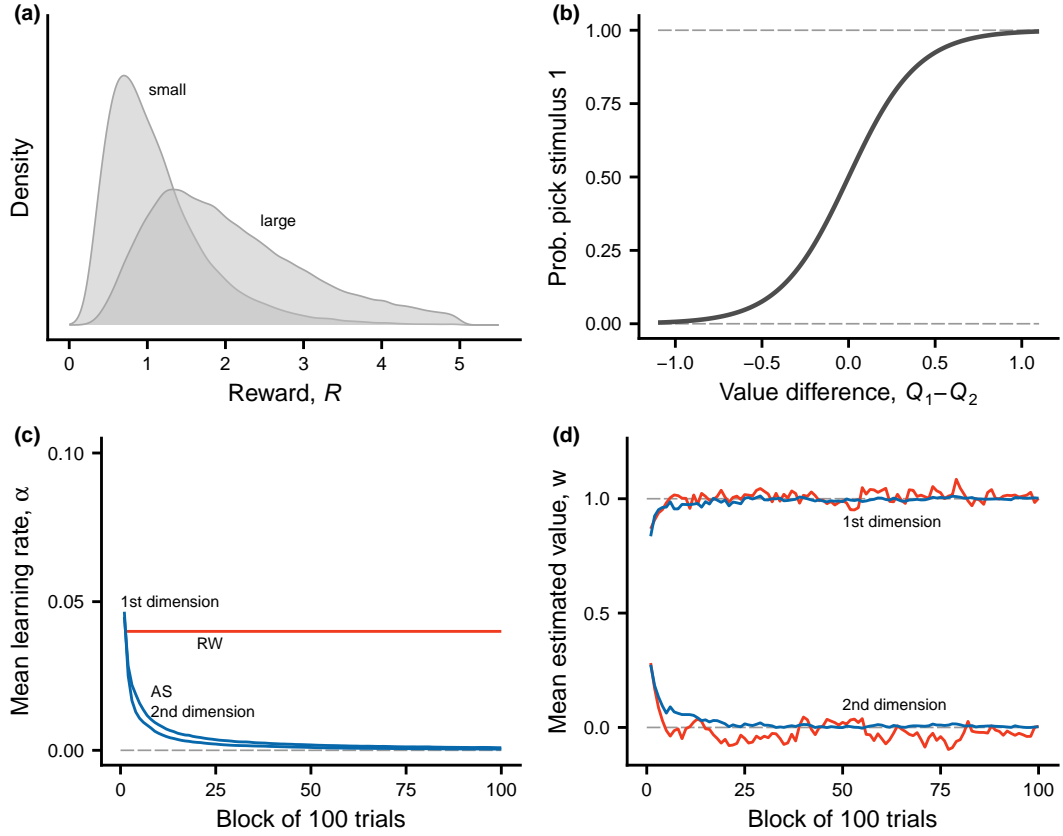 (a)
small
large
Density
0
1
2
3
4
5
Reward, R
(b)
1.00
0.75
0.50
0.25
0.00
Prob. pick stimulus 1
−1.0
−0.5
0.0
0.5
1.0
Value difference, Q1−Q2
(c)
0.10
0.05
0.00
Mean learning rate, α
1st dimension
RW
AS
2nd dimension
0
25
50
75
100
Block of 100 trials
(d)
1.0
0.5
0.0
Mean estimated value, w
1st dimension
2nd dimension
0
25
50
75
100
Block of 100 trials